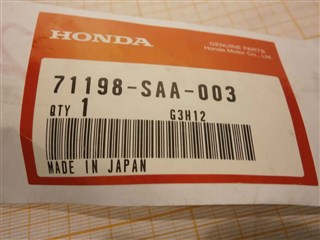 HONDA
GENUINE PARTS
Honda Motor Co., Ltd.
71198-SAA-003
QTY 1 G3H12
MADE IN JAPAN